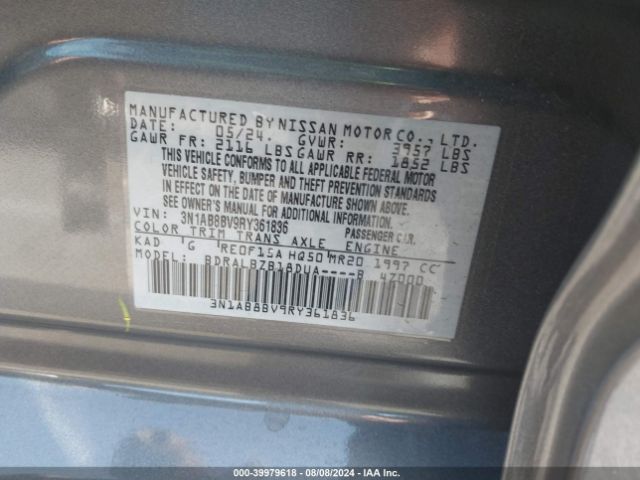 MANUFACTURED BY NISSAN MOTOR CO., LTD.
DATE: 05/24 GVWR: 3957 LBS
GAWR FR: 2116 LBS GAWR RR: 1852 LBS
THIS VEHICLE CONFORMS TO ALL APPLICABLE FEDERAL MOTOR
VEHICLE SAFETY, BUMPER AND THEFT PREVENTION STANDARDS
IN EFFECT ON THE DATE OF MANUFACTURE SHOWN ABOVE.
SEE OWNER'S MANUAL FOR ADDITIONAL INFORMATION.
VIN: 3N1AB8BV9RY361836 PASSENGER CAR.
COLOR TRIM TRANS AXLE ENGINE
KAD G RE0F15A HQ50 MR20 1997 CC
MODEL: BDRALBZB18DUA----B 47000
3N1AB8BV9RY361836
000-39979618 - 08/08/2024 - IAA Inc.